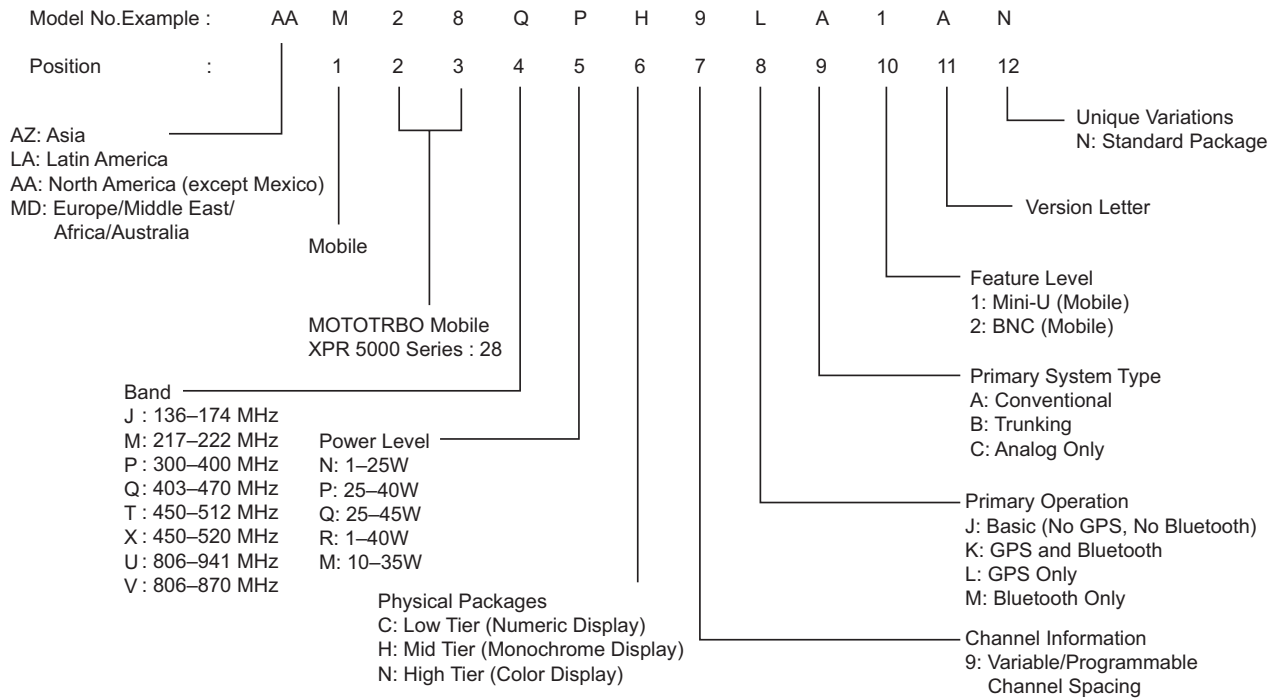 Model No.Example : AA M 2 8 Q P H 9 L A 1 A N
Position : 1 2 3 4 5 6 7 8 9 10 11 12
AZ: Asia
LA: Latin America
AA: North America (except Mexico)
MD: Europe/Middle East/
Africa/Australia
Mobile
MOTOTRBO Mobile
XPR 5000 Series : 28
Band
J : 136–174 MHz
M: 217–222 MHz
P : 300–400 MHz
Q: 403–470 MHz
T : 450–512 MHz
X : 450–520 MHz
U : 806–941 MHz
V : 806–870 MHz
Power Level
N: 1–25W
P: 25–40W
Q: 25–45W
R: 1–40W
M: 10–35W
Physical Packages
C: Low Tier (Numeric Display)
H: Mid Tier (Monochrome Display)
N: High Tier (Color Display)
Unique Variations
N: Standard Package
Version Letter
Feature Level
1: Mini-U (Mobile)
2: BNC (Mobile)
Primary System Type
A: Conventional
B: Trunking
C: Analog Only
Primary Operation
J: Basic (No GPS, No Bluetooth)
K: GPS and Bluetooth
L: GPS Only
M: Bluetooth Only
Channel Information
9: Variable/Programmable
Channel Spacing